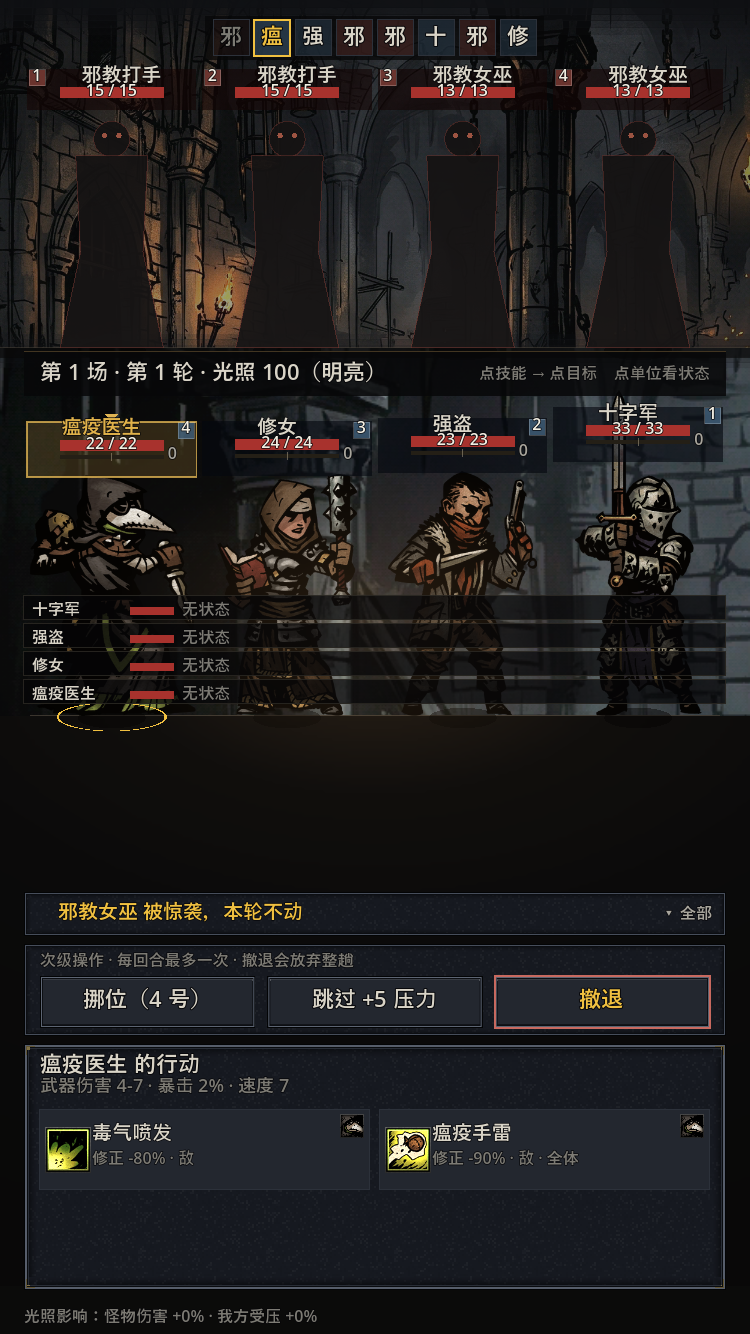 邪 瘟 强 邪 邪 十 邪 修
1 邪教打手 2 邪教打手 3 邪教女巫 4 邪教女巫
15 / 15 15 / 15 13 / 13 13 / 13
第 1 场 · 第 1 轮 · 光照 100（明亮） 点技能 → 点目标 点单位看状态
瘟疫医生 4 修女 3 强盗 2 十字军 1
22 / 22 24 / 24 23 / 23 33 / 33
0 0 0 0
十字军 无状态
强盗 无状态
修女 无状态
瘟疫医生 无状态
邪教女巫 被惊袭，本轮不动 ▾ 全部
次级操作 · 每回合最多一次 · 撤退会放弃整趟
挪位（4 号） 跳过 +5 压力 撤退
瘟疫医生 的行动
武器伤害 4-7 · 暴击 2% · 速度 7
毒气喷发 瘟疫手雷
修正 -80% · 敌 修正 -90% · 敌 · 全体
光照影响：怪物伤害 +0% · 我方受压 +0%